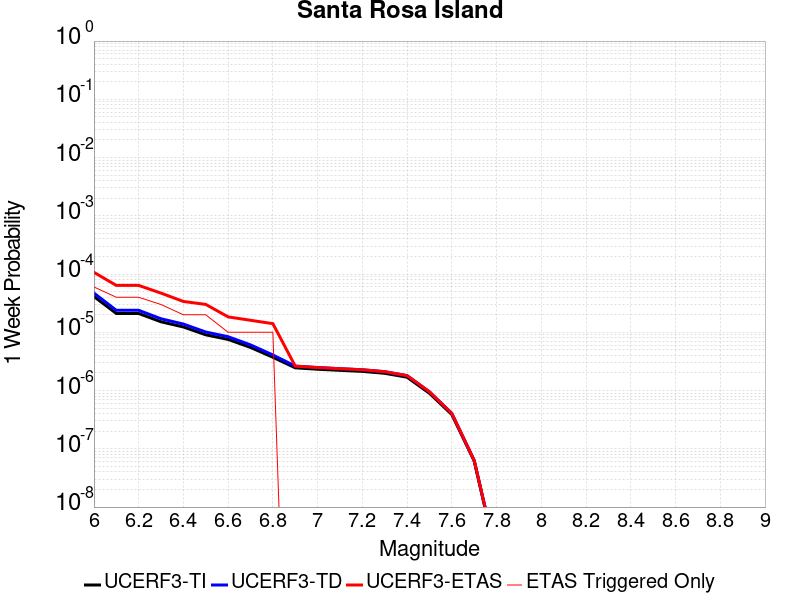 Santa Rosa Island
1 Week Probability
10^0
10^-1
10^-2
10^-3
10^-4
10^-5
10^-6
10^-7
10^-8
6 6.2 6.4 6.6 6.8 7 7.2 7.4 7.6 7.8 8 8.2 8.4 8.6 8.8 9
Magnitude
UCERF3-TI UCERF3-TD UCERF3-ETAS ETAS Triggered Only